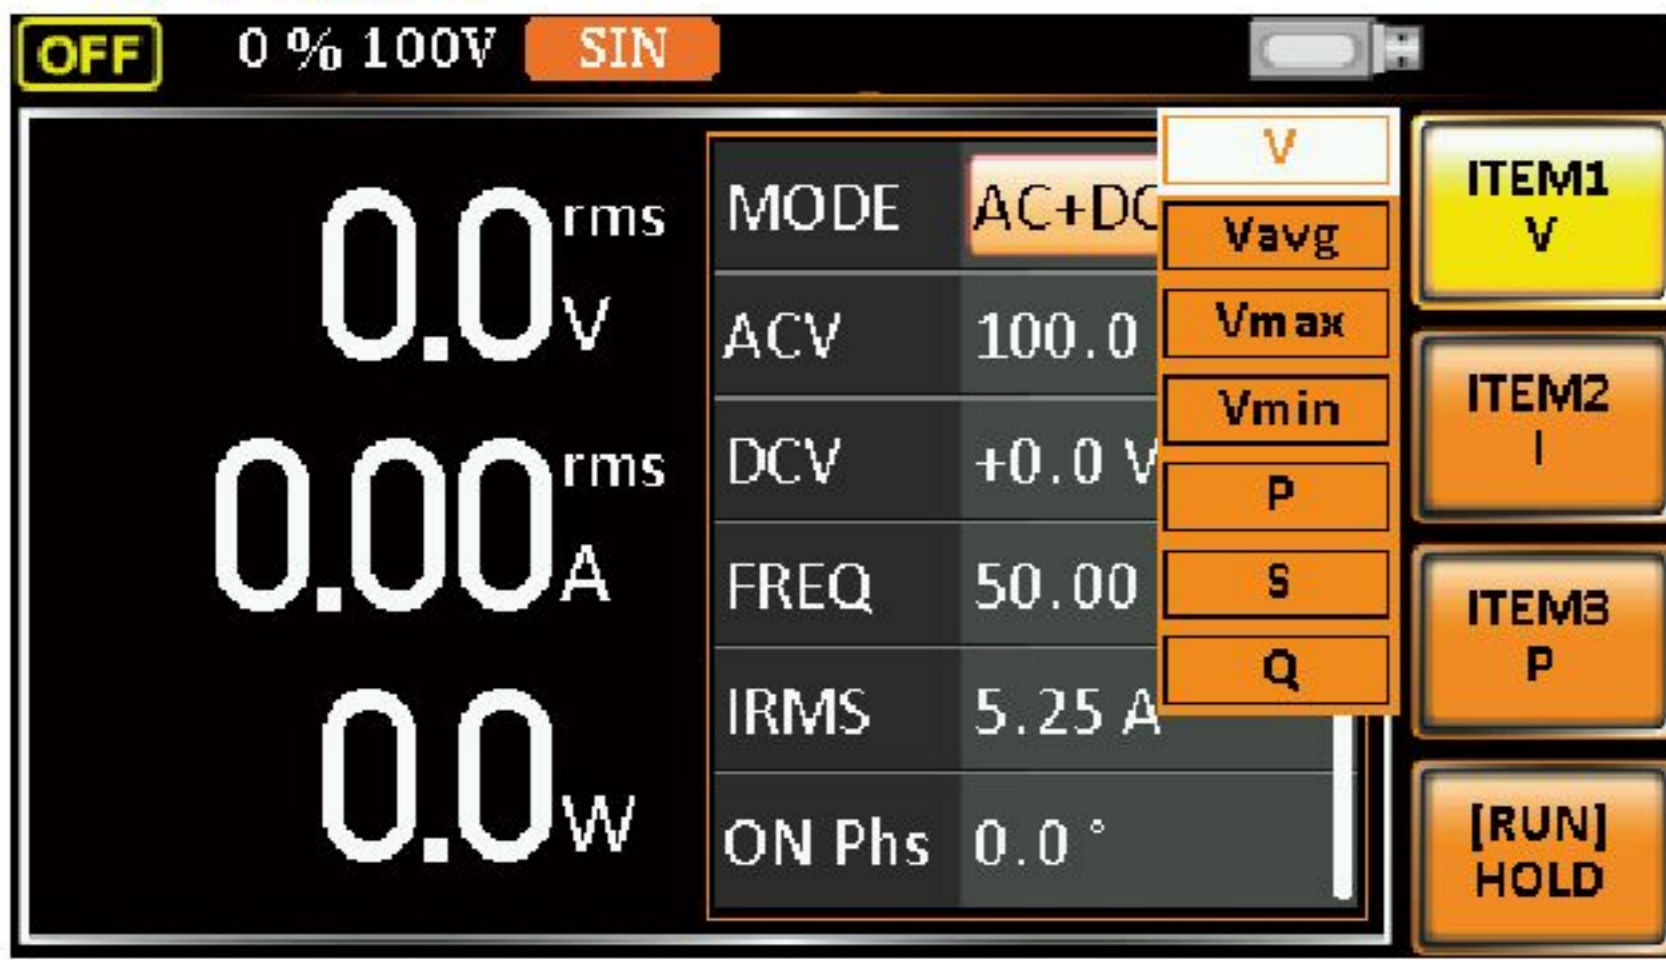 OFF 0 % 100V SIN
0.0 rms V
0.00 rms A
0.0 W
MODE AC+DC
ACV 100.0
DCV +0.0 V
FREQ 50.00
IRMS 5.25 A
ON Phs 0.0 °
V
Vavg
Vmax
Vmin
P
S
Q
ITEM1
V
ITEM2
I
ITEM3
P
[RUN]
HOLD